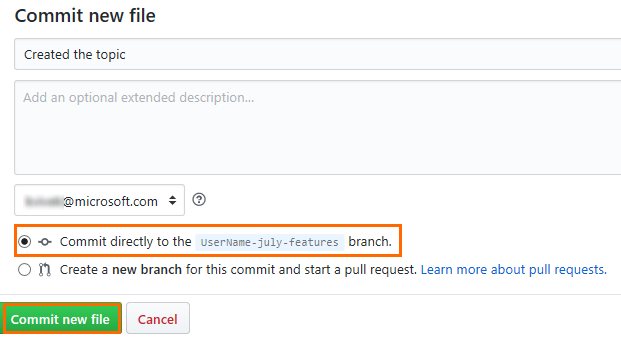 Commit new file
Created the topic
Add an optional extended description...
@microsoft.com
Commit directly to the UserName-july-features branch.
Create a new branch for this commit and start a pull request. Learn more about pull requests.
Commit new file Cancel